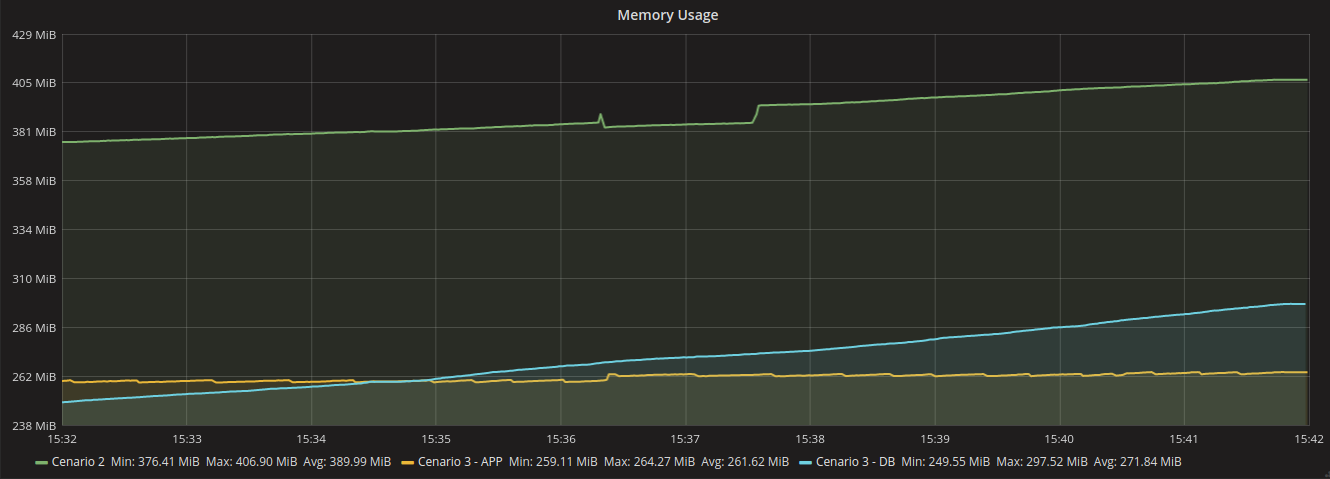 Memory Usage
429 MiB
405 MiB
381 MiB
358 MiB
334 MiB
310 MiB
286 MiB
262 MiB
238 MiB
15:32 15:33 15:34 15:35 15:36 15:37 15:38 15:39 15:40 15:41 15:42
Cenario 2 Min: 376.41 MiB Max: 406.90 MiB Avg: 389.99 MiB Cenario 3 - APP Min: 259.11 MiB Max: 264.27 MiB Avg: 261.62 MiB Cenario 3 - DB Min: 249.55 MiB Max: 297.52 MiB Avg: 271.84 MiB